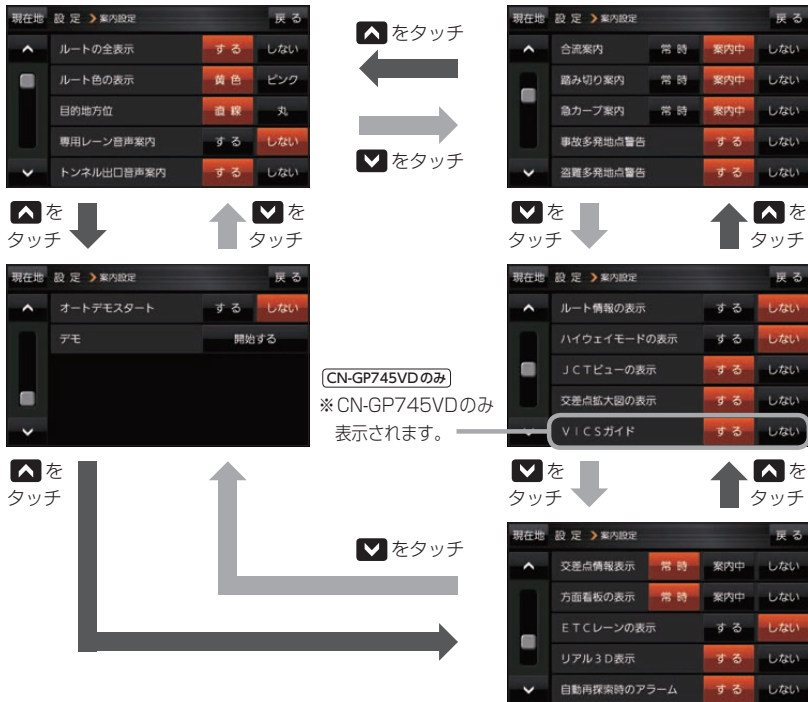 現在地 設定 案内設定 戻る
ルートの全表示 する しない
ルート色の表示 黄色 ピンク
目的地方位 直線 丸
専用レーン音声案内 する しない
トンネル出口音声案内 する しない
をタッチ
をタッチ
現在地 設定 案内設定 戻る
合流案内 常時 案内中 しない
踏み切り案内 常時 案内中 しない
急カーブ案内 常時 案内中 しない
事故多発地点警告 する しない
盗難多発地点警告 する しない
を
タッチ
を
タッチ
を
タッチ
を
タッチ
現在地 設定 案内設定 戻る
オートデモスタート する しない
デモ 開始する
CN-GP745VDのみ
※CN-GP745VDのみ
表示されます。
現在地 設定 案内設定 戻る
ルート情報の表示 する しない
ハイウェイモードの表示 する しない
JCTビューの表示 する しない
交差点拡大図の表示 する しない
VICSガイド する しない
を
タッチ
をタッチ
を
タッチ
を
タッチ
現在地 設定 案内設定 戻る
交差点情報表示 常時 案内中 しない
方面看板の表示 常時 案内中 しない
ETCレーンの表示 する しない
リアル3D表示 する しない
自動再探索時のアラーム する しない